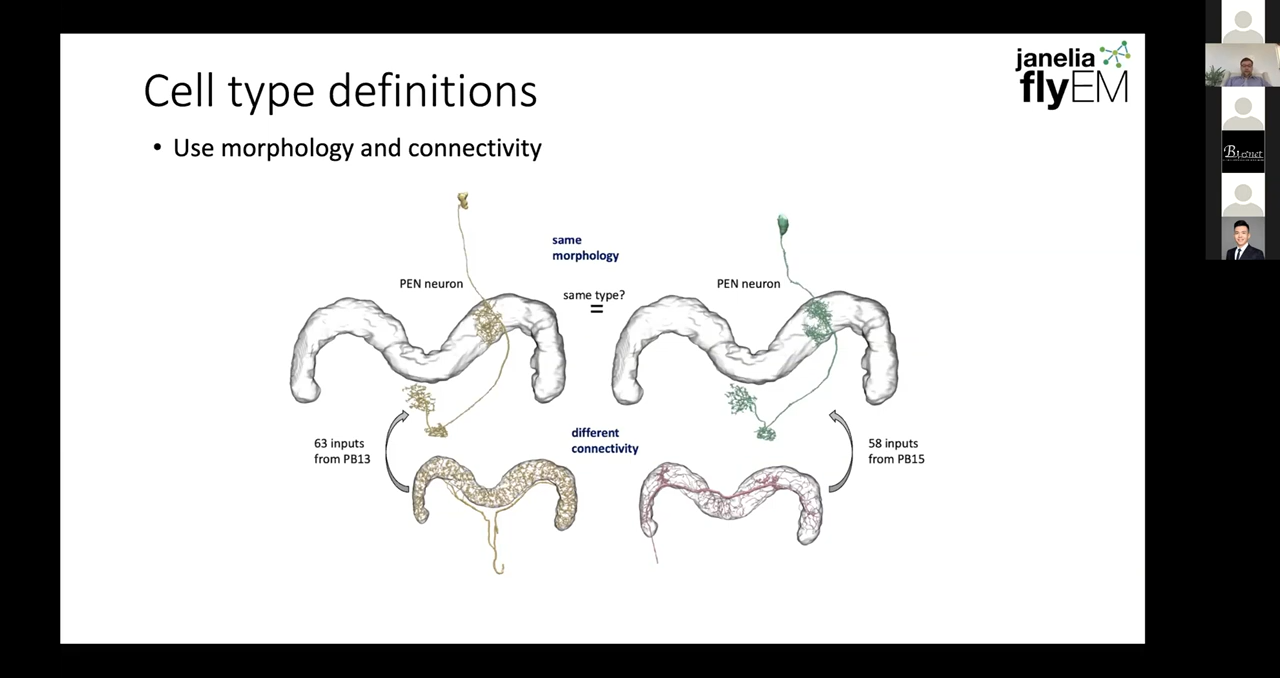 Cell type definitions
janelia
flyEM
• Use morphology and connectivity
same
morphology
PEN neuron
same type?
=
PEN neuron
63 inputs
from PB13
different
connectivity
58 inputs
from PB15